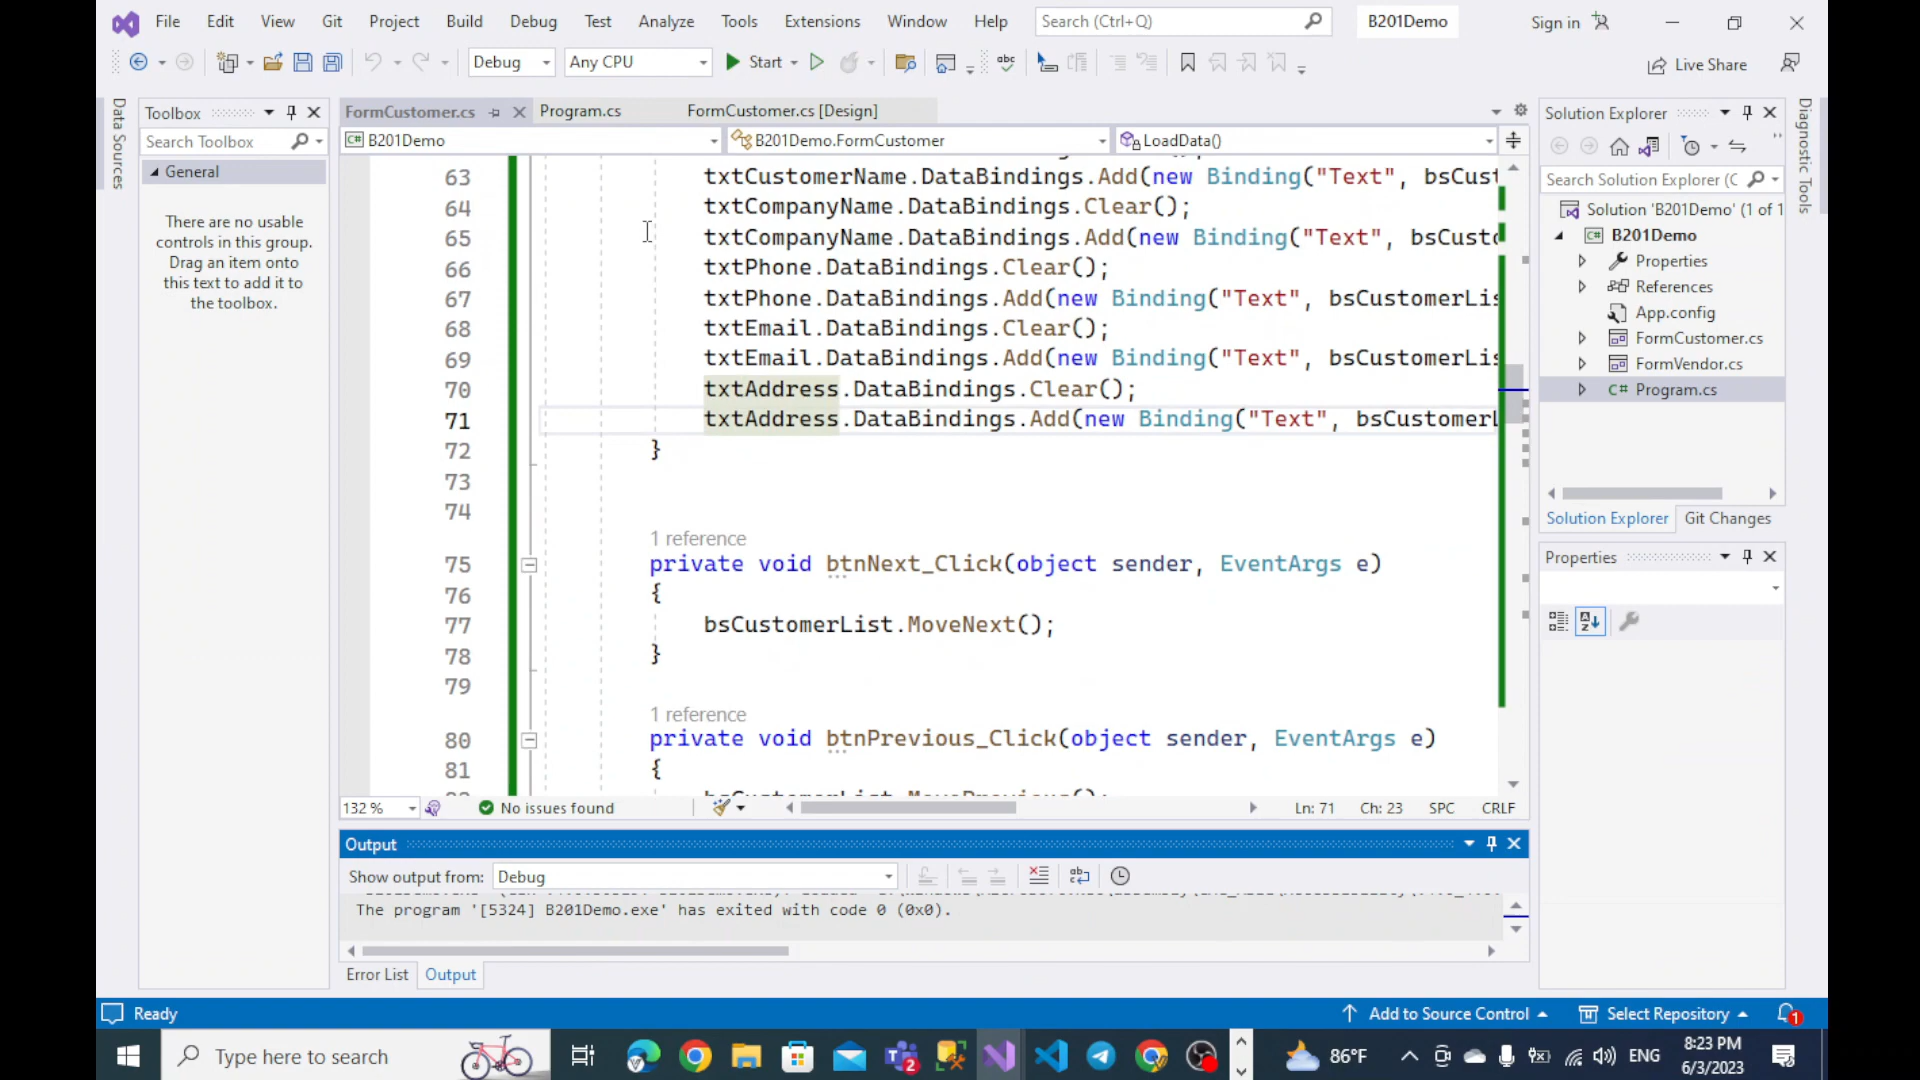 File Edit View Git Project Build Debug Test Analyze Tools Extensions Window Help Search (Ctrl+Q) B201Demo Sign in
Debug Any CPU Start Live Share
Data Sources
Toolbox
Search Toolbox
General
There are no usable
controls in this group.
Drag an item onto
this text to add it to
the toolbox.
FormCustomer.cs Program.cs FormCustomer.cs [Design]
B201Demo B201Demo.FormCustomer LoadData()
63 txtCustomerName.DataBindings.Add(new Binding("Text", bsCust
64 txtCompanyName.DataBindings.Clear();
65 txtCompanyName.DataBindings.Add(new Binding("Text", bsCusto
66 txtPhone.DataBindings.Clear();
67 txtPhone.DataBindings.Add(new Binding("Text", bsCustomerLis
68 txtEmail.DataBindings.Clear();
69 txtEmail.DataBindings.Add(new Binding("Text", bsCustomerLis
70 txtAddress.DataBindings.Clear();
71 txtAddress.DataBindings.Add(new Binding("Text", bsCustomerL
72 }
73
74
1 reference
75 private void btnNext_Click(object sender, EventArgs e)
76 {
77 bsCustomerList.MoveNext();
78 }
79
1 reference
80 private void btnPrevious_Click(object sender, EventArgs e)
81 {
132 % No issues found Ln: 71 Ch: 23 SPC CRLF
Output
Show output from: Debug
The program '[5324] B201Demo.exe' has exited with code 0 (0x0).
Error List Output
Solution Explorer
Search Solution Explorer (C
Solution 'B201Demo' (1 of 1
B201Demo
Properties
References
App.config
FormCustomer.cs
FormVendor.cs
C# Program.cs
Solution Explorer Git Changes
Properties
Diagnostic Tools
Ready Add to Source Control Select Repository 1
Type here to search 2 86°F ENG 8:23 PM
6/3/2023